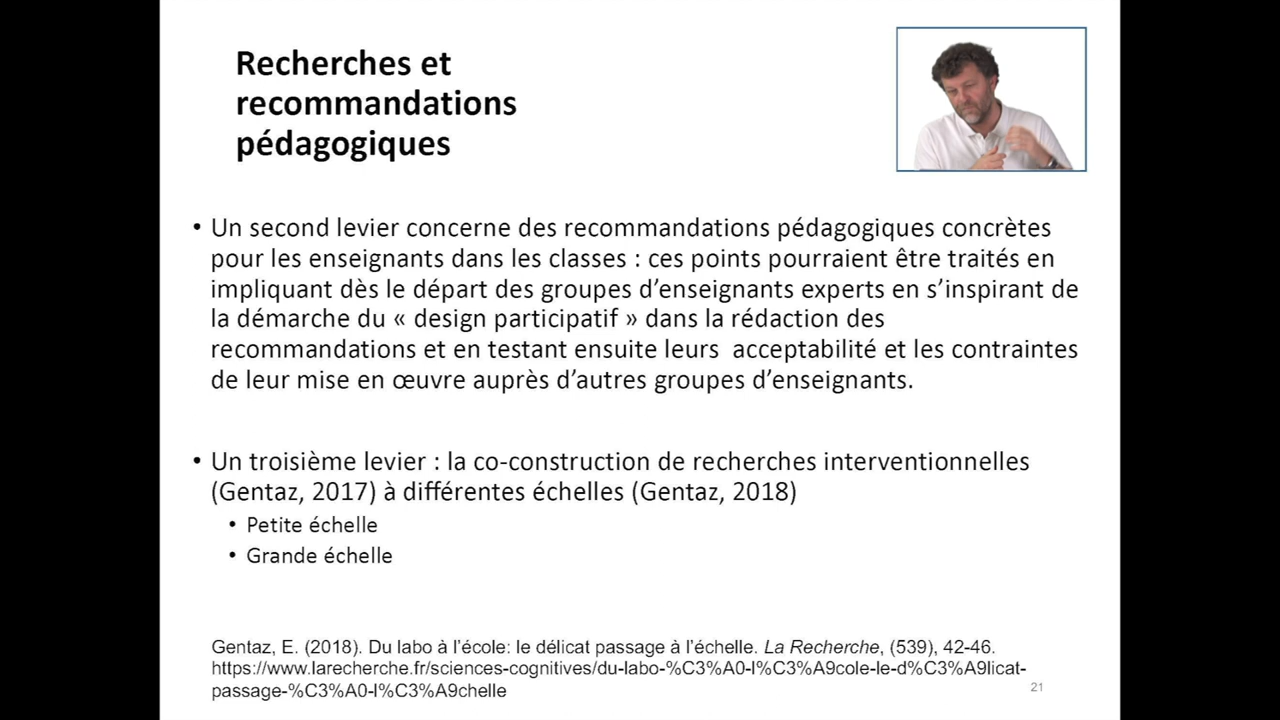 Recherches et
recommandations
pédagogiques
• Un second levier concerne des recommandations pédagogiques concrètes
pour les enseignants dans les classes : ces points pourraient être traités en
impliquant dès le départ des groupes d’enseignants experts en s’inspirant de
la démarche du « design participatif » dans la rédaction des
recommandations et en testant ensuite leurs  acceptabilité et les contraintes
de leur mise en œuvre auprès d’autres groupes d’enseignants.
• Un troisième levier : la co-construction de recherches interventionnelles
(Gentaz, 2017) à différentes échelles (Gentaz, 2018)
• Petite échelle
• Grande échelle
Gentaz, E. (2018). Du labo à l’école: le délicat passage à l’échelle. La Recherche, (539), 42-46.
https://www.larecherche.fr/sciences-cognitives/du-labo-%C3%A0-l%C3%A9cole-le-d%C3%A9licat-
passage-%C3%A0-l%C3%A9chelle
21